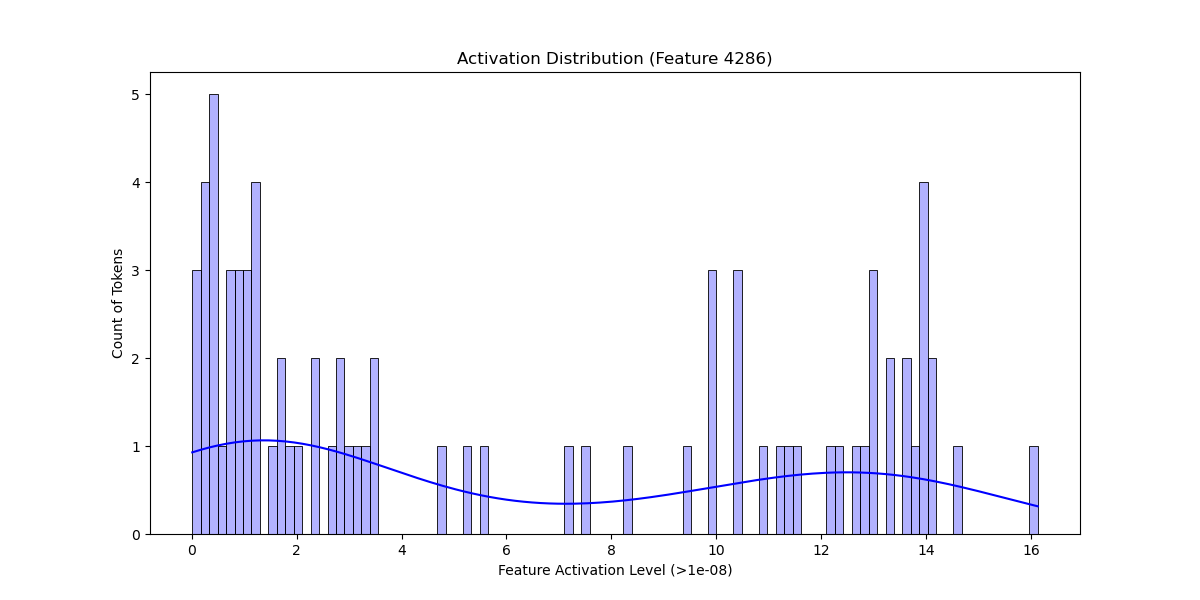 Activation Distribution (Feature 4286)
5
4
3
2
1
0
Count of Tokens
0 2 4 6 8 10 12 14 16
Feature Activation Level (>1e-08)